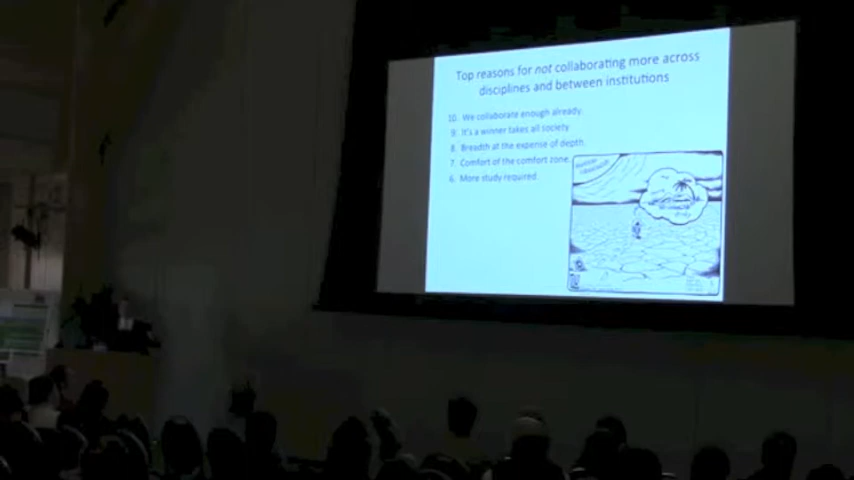 Top reasons for not collaborating more across
disciplines and between institutions
10. We collaborate enough already.
9. It's a winner takes all society
8. Breadth at the expense of depth.
7. Comfort of the comfort zone.
6. More study required.